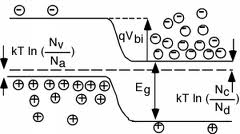 qVbi
kT ln (Nv/Na)
Eg
kT ln (Nc/Nd)